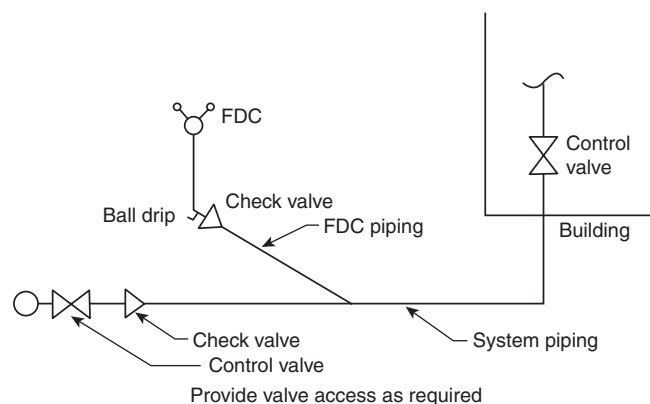 FDC
Control
valve
Check valve
Ball drip
FDC piping
Building
Check valve
System piping
Control valve
Provide valve access as required